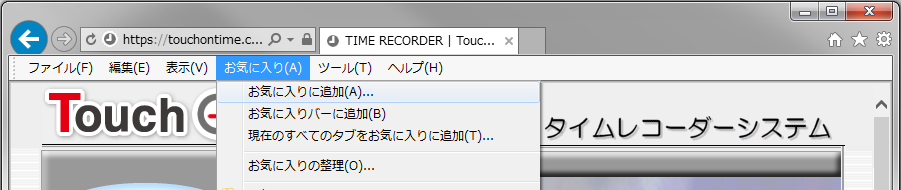 https://touchontime.c...
TIME RECORDER | Touc...
ファイル(F) 編集(E) 表示(V) お気に入り(A) ツール(T) ヘルプ(H)
お気に入りに追加(A)...
お気に入りバーに追加(B)
現在のすべてのタブをお気に入りに追加(T)...
お気に入りの整理(O)...
Touch
タイムレコーダーシステム